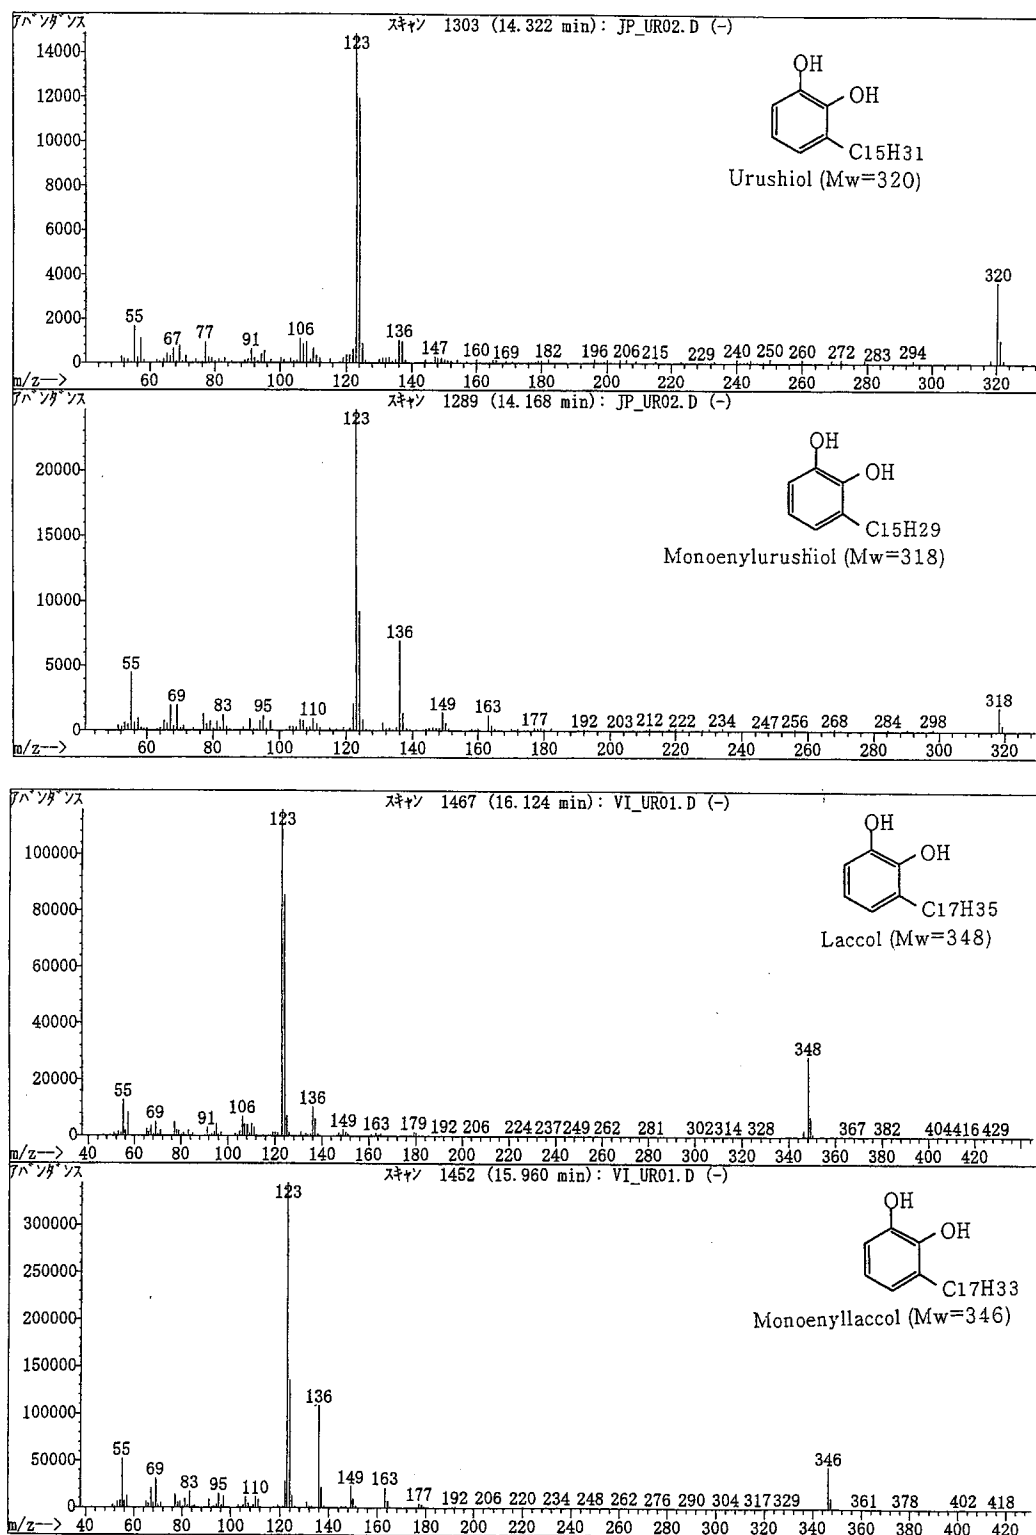 アバンダンス
スキャン 1303 (14.322 min): JP_UR02.D (-)
123
14000
12000
10000
8000
6000
4000
2000
0
55 67 77 91 106 136 147 160 169 182 196 206 215 229 240 250 260 272 283 294 320
OH
OH
C15H31
Urushiol (Mw=320)
m/z--> 60 80 100 120 140 160 180 200 220 240 260 280 300 320
アバンダンス
スキャン 1289 (14.168 min): JP_UR02.D (-)
123
20000
15000
10000
5000
0
55 69 83 95 110 136 149 163 177 192 203 212 222 234 247 256 268 284 298 318
OH
OH
C15H29
Monoenylurushiol (Mw=318)
m/z--> 60 80 100 120 140 160 180 200 220 240 260 280 300 320
アバンダンス
スキャン 1467 (16.124 min): VI_UR01.D (-)
123
100000
80000
60000
40000
20000
0
55 69 91 106 136 149 163 179 192 206 224 237 249 262 281 302 314 328 348 367 382 404 416 429
OH
OH
C17H35
Laccol (Mw=348)
m/z--> 40 60 80 100 120 140 160 180 200 220 240 260 280 300 320 340 360 380 400 420
アバンダンス
スキャン 1452 (15.960 min): VI_UR01.D (-)
123
300000
250000
200000
150000
100000
50000
0
55 69 83 95 110 136 149 163 177 192 206 220 234 248 262 276 290 304 317 329 346 361 378 402 418
OH
OH
C17H33
Monoenyllaccol (Mw=346)
m/z--> 40 60 80 100 120 140 160 180 200 220 240 260 280 300 320 340 360 380 400 420